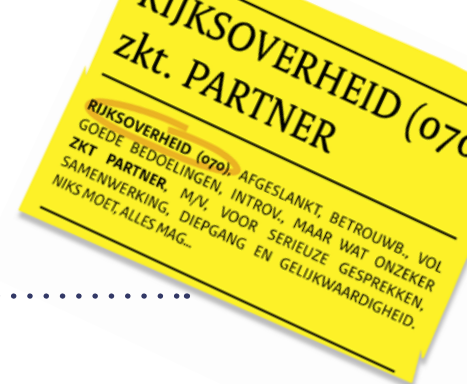 RIJKSOVERHEID (070
zkt. PARTNER
RIJKSOVERHEID (070), AFGESLANKT, BETROUWB., VOL
GOEDE BEDOELINGEN, INTROV., MAAR WAT ONZEKER
ZKT PARTNER, M/V, VOOR SERIEUZE GESPREKKEN,
SAMENWERKING, DIEPGANG EN GELIJKWAARDIGHEID.
NIKS MOET, ALLES MAG...